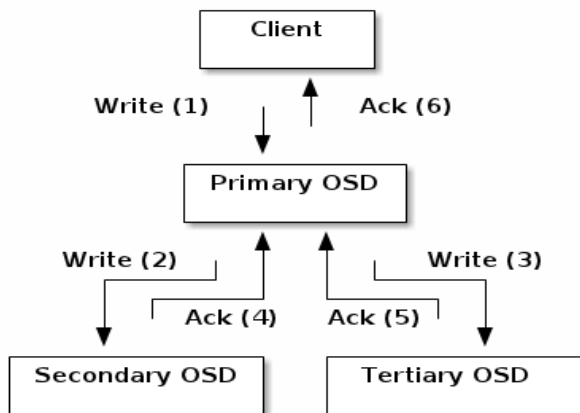 Client
Write (1)
Ack (6)
Primary OSD
Write (2)
Write (3)
Ack (4)
Ack (5)
Secondary OSD
Tertiary OSD